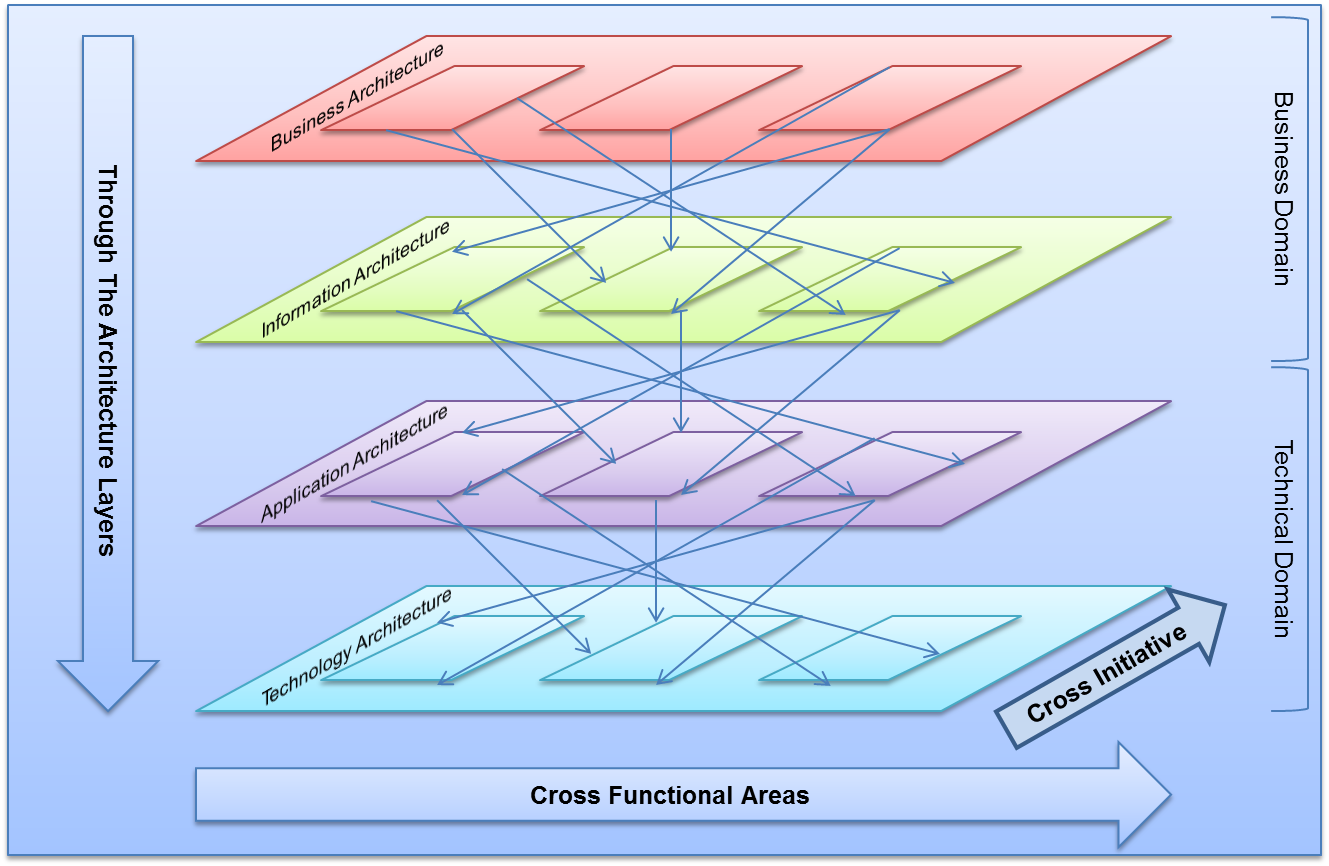 Business Architecture
Information Architecture
Application Architecture
Technology Architecture
Through The Architecture Layers
Business Domain
Technical Domain
Cross Initiative
Cross Functional Areas